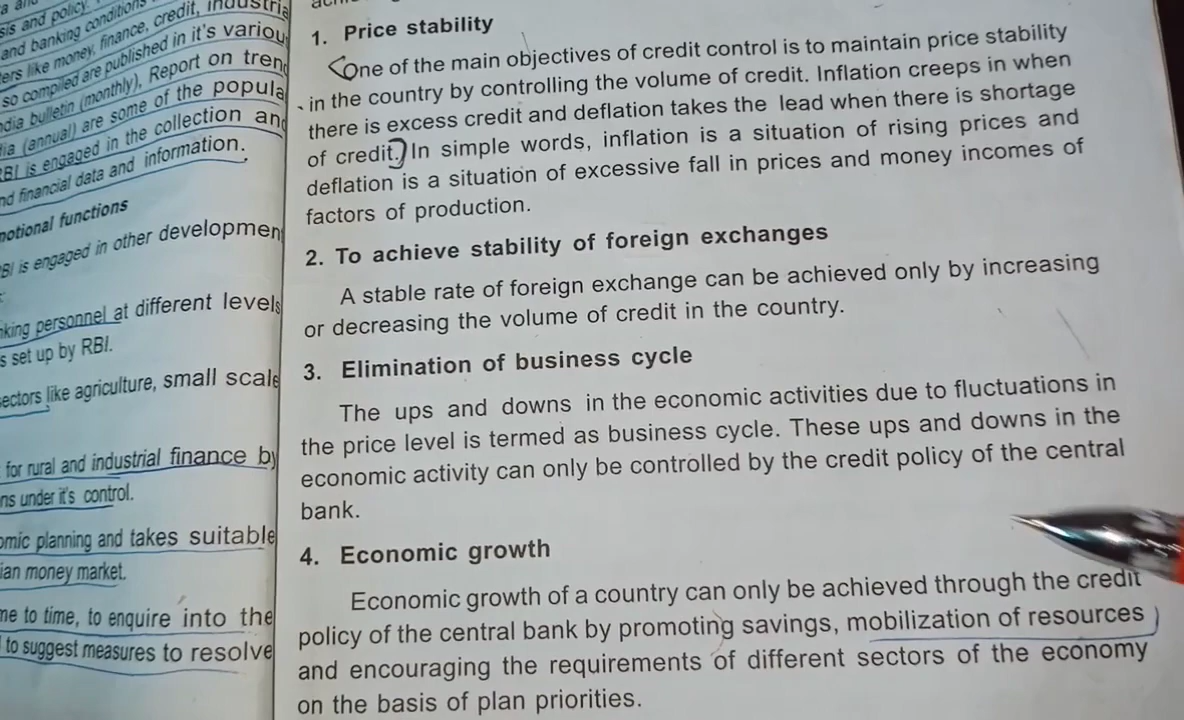 sis and policy.
and banking conditions
ers like money, finance, credit,
so compiled are published in it's
dia bulletin (monthly), Report on
(annual) are some of the
RBI is engaged in the collection
financial data and information.
functions
is engaged in other
personnel at different levels
s set up by RBI.
like agriculture, small scale
for rural and industrial finance by
under it's control.
planning and takes suitable
money market.
to time, to enquire into the
to suggest measures to resolve
1. Price stability
One of the main objectives of credit control is to maintain price stability
in the country by controlling the volume of credit. Inflation creeps in when
there is excess credit and deflation takes the lead when there is shortage
of credit. In simple words, inflation is a situation of rising prices and
deflation is a situation of excessive fall in prices and money incomes of
factors of production.
2. To achieve stability of foreign exchanges
A stable rate of foreign exchange can be achieved only by increasing
or decreasing the volume of credit in the country.
3. Elimination of business cycle
The ups and downs in the economic activities due to fluctuations in
the price level is termed as business cycle. These ups and downs in the
economic activity can only be controlled by the credit policy of the central
bank.
4. Economic growth
Economic growth of a country can only be achieved through the credit
policy of the central bank by promoting savings, mobilization of resources
and encouraging the requirements of different sectors of the economy
on the basis of plan priorities.